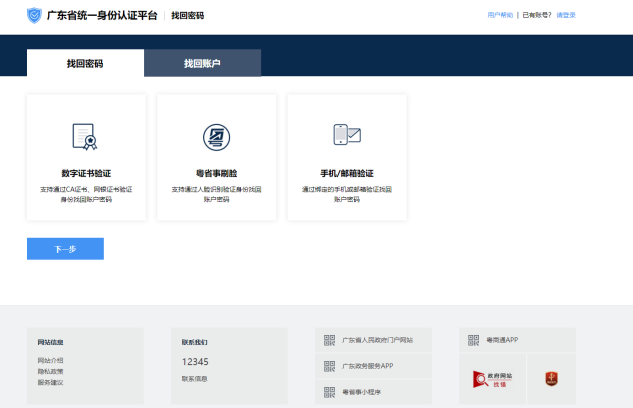 广东省统一身份认证平台 | 找回密码
用户帮助 | 已有账号? 请登录
找回密码
找回账户
数字证书验证
支持通过CA证书、网银证书验证
身份找回账户密码
粤省事刷脸
支持通过人脸识别验证身份找回
账户密码
手机/邮箱验证
通过绑定的手机或邮箱验证找回
账户密码
下一步
网站信息
网站介绍
隐私政策
服务建议
联系我们
12345
联系信息
广东省人民政府门户网站
广东政务服务APP
粤省事小程序
粤商通APP
政府网站
找错